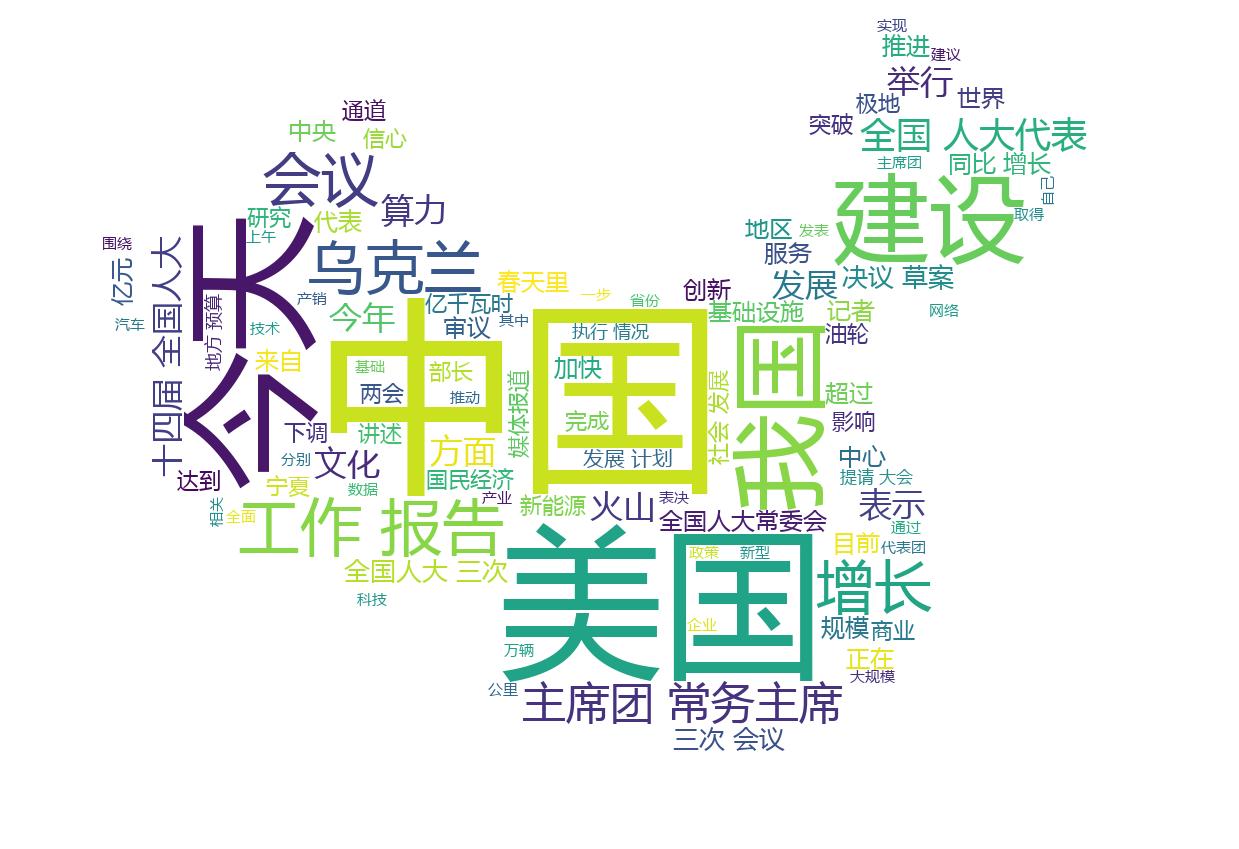 实现
推进
建议
举行
极地
世界
通道
突破
中央
信心
全国 人大代表
会议
主席团
同比 增长
建设
自己
算力
研究
代表
取得
上午
地区
发表
围绕
十四届 全国人大
今天
乌克兰
服务
亿元
春天里
创新
发展
决议 草案
产销
一步
省份
亿千瓦时
基础设施
记者
网络
今年
中国
其中
汽车
技术
地方 预算
审议
执行 情况
我国
油轮
来自
基础
部长
加快
两会
推动
媒体报道
社会 发展
超过
下调
讲述
完成
影响
方面
分别
文化
发展 计划
中心
达到
宁夏
数据
国民经济
提请 大会
产业
新能源
火山
表决
表示
相关
全面
工作 报告
全国人大常委会
通过
美国
政策
新型
目前
代表团
全国人大 三次
增长
科技
企业
规模
商业
万辆
正在
大规模
公里
主席团 常务主席
三次 会议